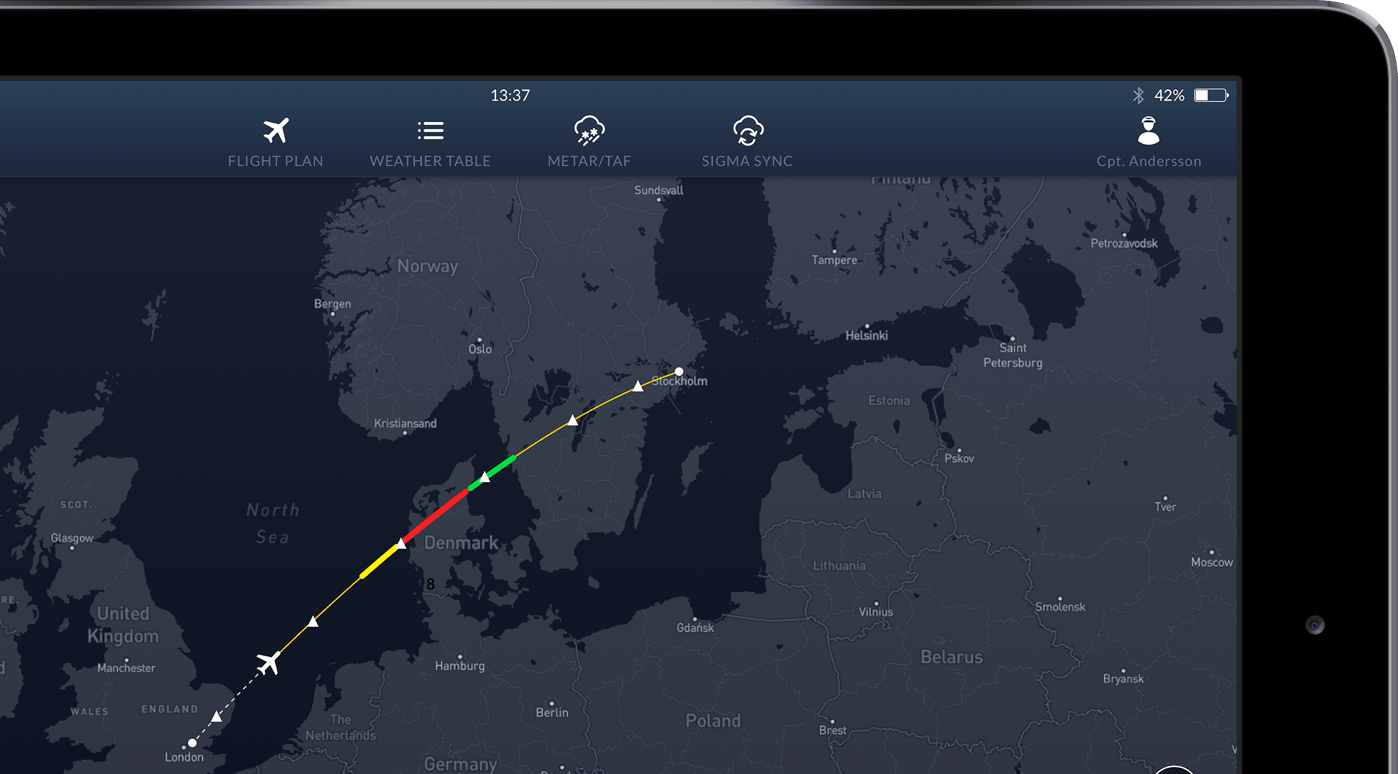 13:37
42%
FLIGHT PLAN
WEATHER TABLE
METAR/TAF
SIGMA SYNC
Cpt. Andersson
Finland
Sundsvall
Petrozavodsk
Tampere
Norway
Bergen
Helsinki
Oslo
Saint
Petersburg
Stockholm
Estonia
Kristiansand
Pskov
Latvia
SCOT.
North
Sea
Tver
Glasgow
Denmark
Moscow
Lithuania
8
RE.
United
Kingdom
Vilnius
Smolensk
Gdańsk
Manchester
Hamburg
Belarus
Bryansk
WALES
ENGLAND
Berlin
The
Netherlands
Poland
Brest
London
Germany